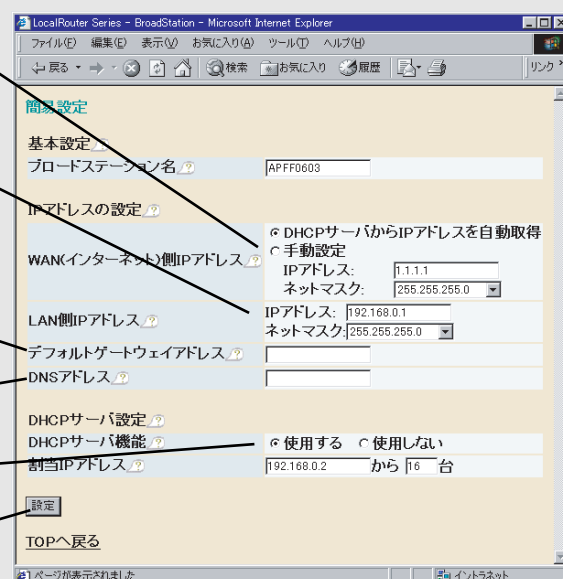 LocalRouter Series - BroadStation - Microsoft Internet Explorer
ファイル(F) 編集(E) 表示(V) お気に入り(A) ツール(T) ヘルプ(H)
戻る 検索 お気に入り 履歴 リンク
簡易設定
基本設定
ブロードステーション名 APFF0603
IPアドレスの設定
WAN(インターネット)側IPアドレス
DHCPサーバからIPアドレスを自動取得
手動設定
IPアドレス: 1.1.1.1
ネットマスク: 255.255.255.0
LAN側IPアドレス
IPアドレス: 192.168.0.1
ネットマスク: 255.255.255.0
デフォルトゲートウェイアドレス
DNSアドレス
DHCPサーバ設定
DHCPサーバ機能 使用する 使用しない
割当IPアドレス 192.168.0.2 から 16 台
設定
TOPへ戻る
ページが表示されました イントラネット